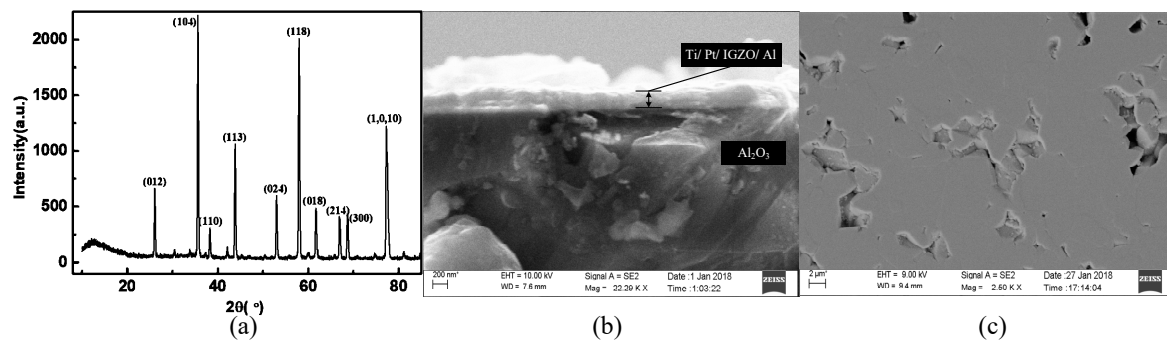 2000
1500
1000
500
0
Intensity(a.u.)
(012)
(104)
(110)
(113)
(024)
(118)
(018)
(214)
(300)
(1,0,10)
20
40
60
80
2θ( °)
(a)
Ti/ Pt/ IGZO/ Al
Al₂O₃
200 nm
EHT = 10.00 kV
WD = 7.6 mm
Signal A = SE2
Mag = 22.29 K X
Date :1 Jan 2018
Time :1:03:22
ZEISS
(b)
2 µm
EHT = 9.00 kV
WD = 9.4 mm
Signal A = SE2
Mag = 2.50 K X
Date :27 Jan 2018
Time :17:14:04
ZEISS
(c)